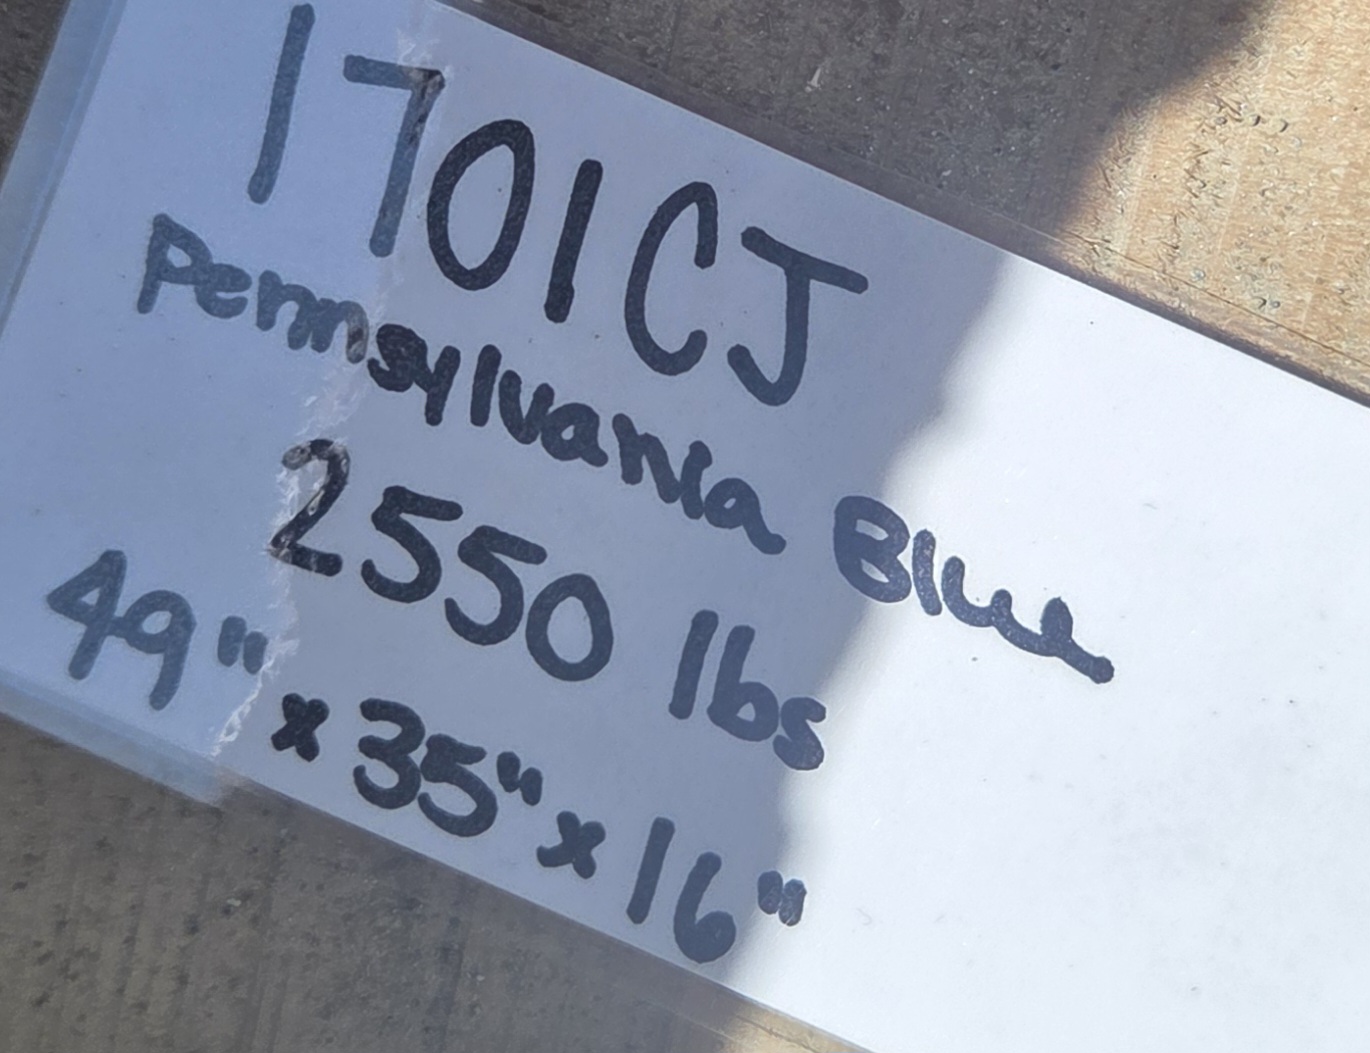 1701CJ
Pennsylvania Blue
2550 lbs
49" x 35" x 16"